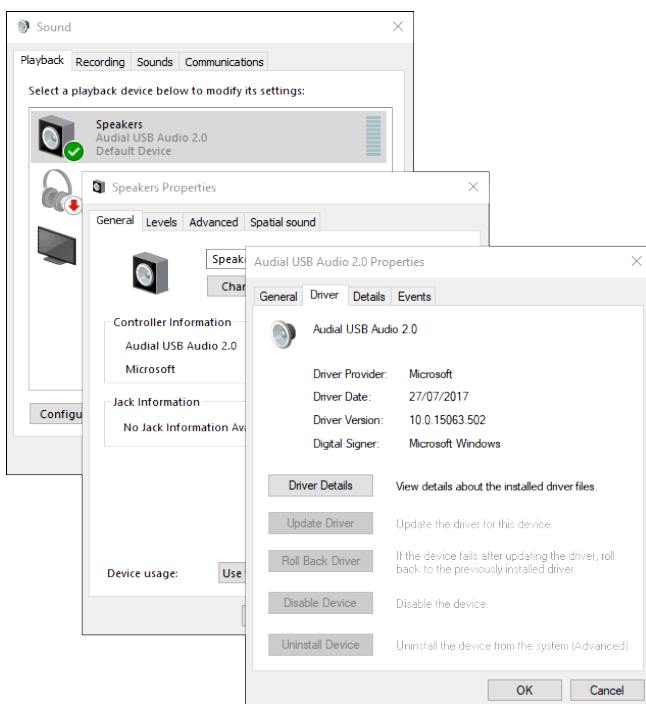 Sound
Playback Recording Sounds Communications
Select a playback device below to modify its settings:
Speakers
Audial USB Audio 2.0
Default Device
Speakers Properties
General Levels Advanced Spatial sound
Controller Information
Audial USB Audio 2.0
Microsoft
Jack Information
No Jack Information
Device usage:
Use
Audial USB Audio 2.0 Properties
General Driver Details Events
Audial USB Audio 2.0
Driver Provider: Microsoft
Driver Date: 27/07/2017
Driver Version: 10.0.15063.502
Digital Signer: Microsoft Windows
Driver Details View details about the installed driver files.
Update Driver Update the driver for this device.
Roll Back Driver If the device fails after updating the driver, roll
back to the previously installed driver.
Disable Device Disable the device.
Uninstall Device Uninstall the device from the system (Advanced).
OK Cancel